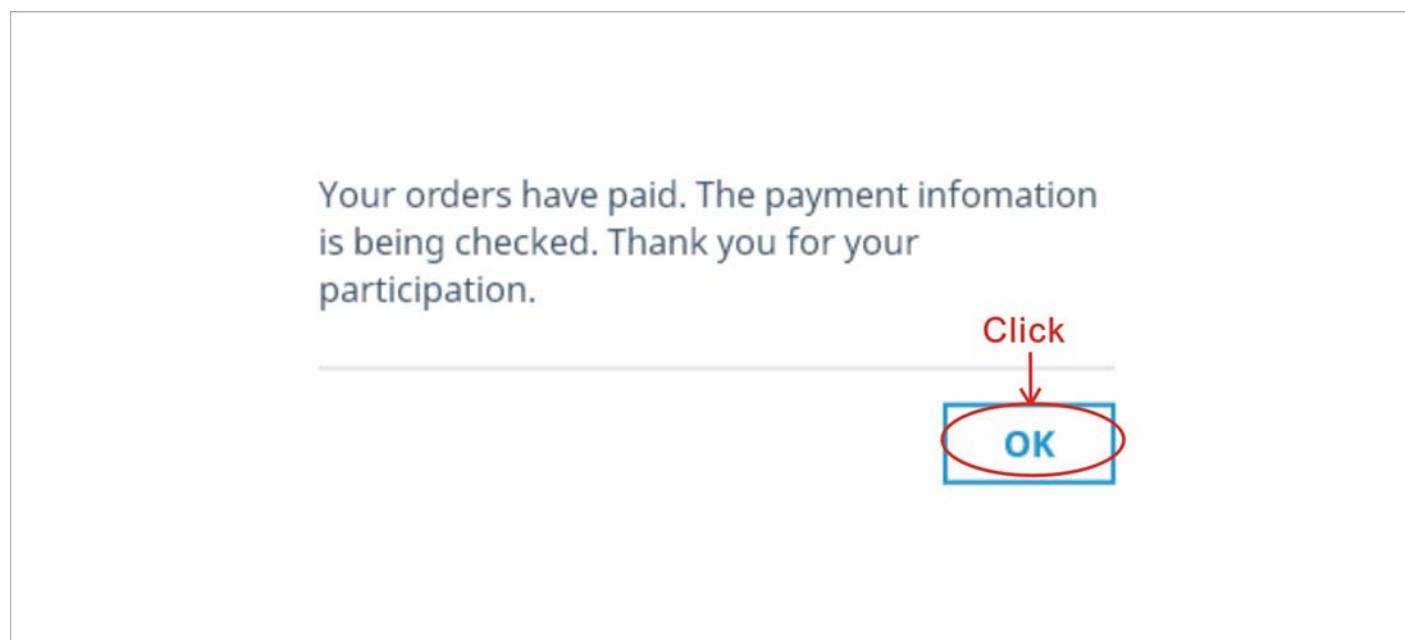 Your orders have paid. The payment infomation
is being checked. Thank you for your
participation.
Click
OK